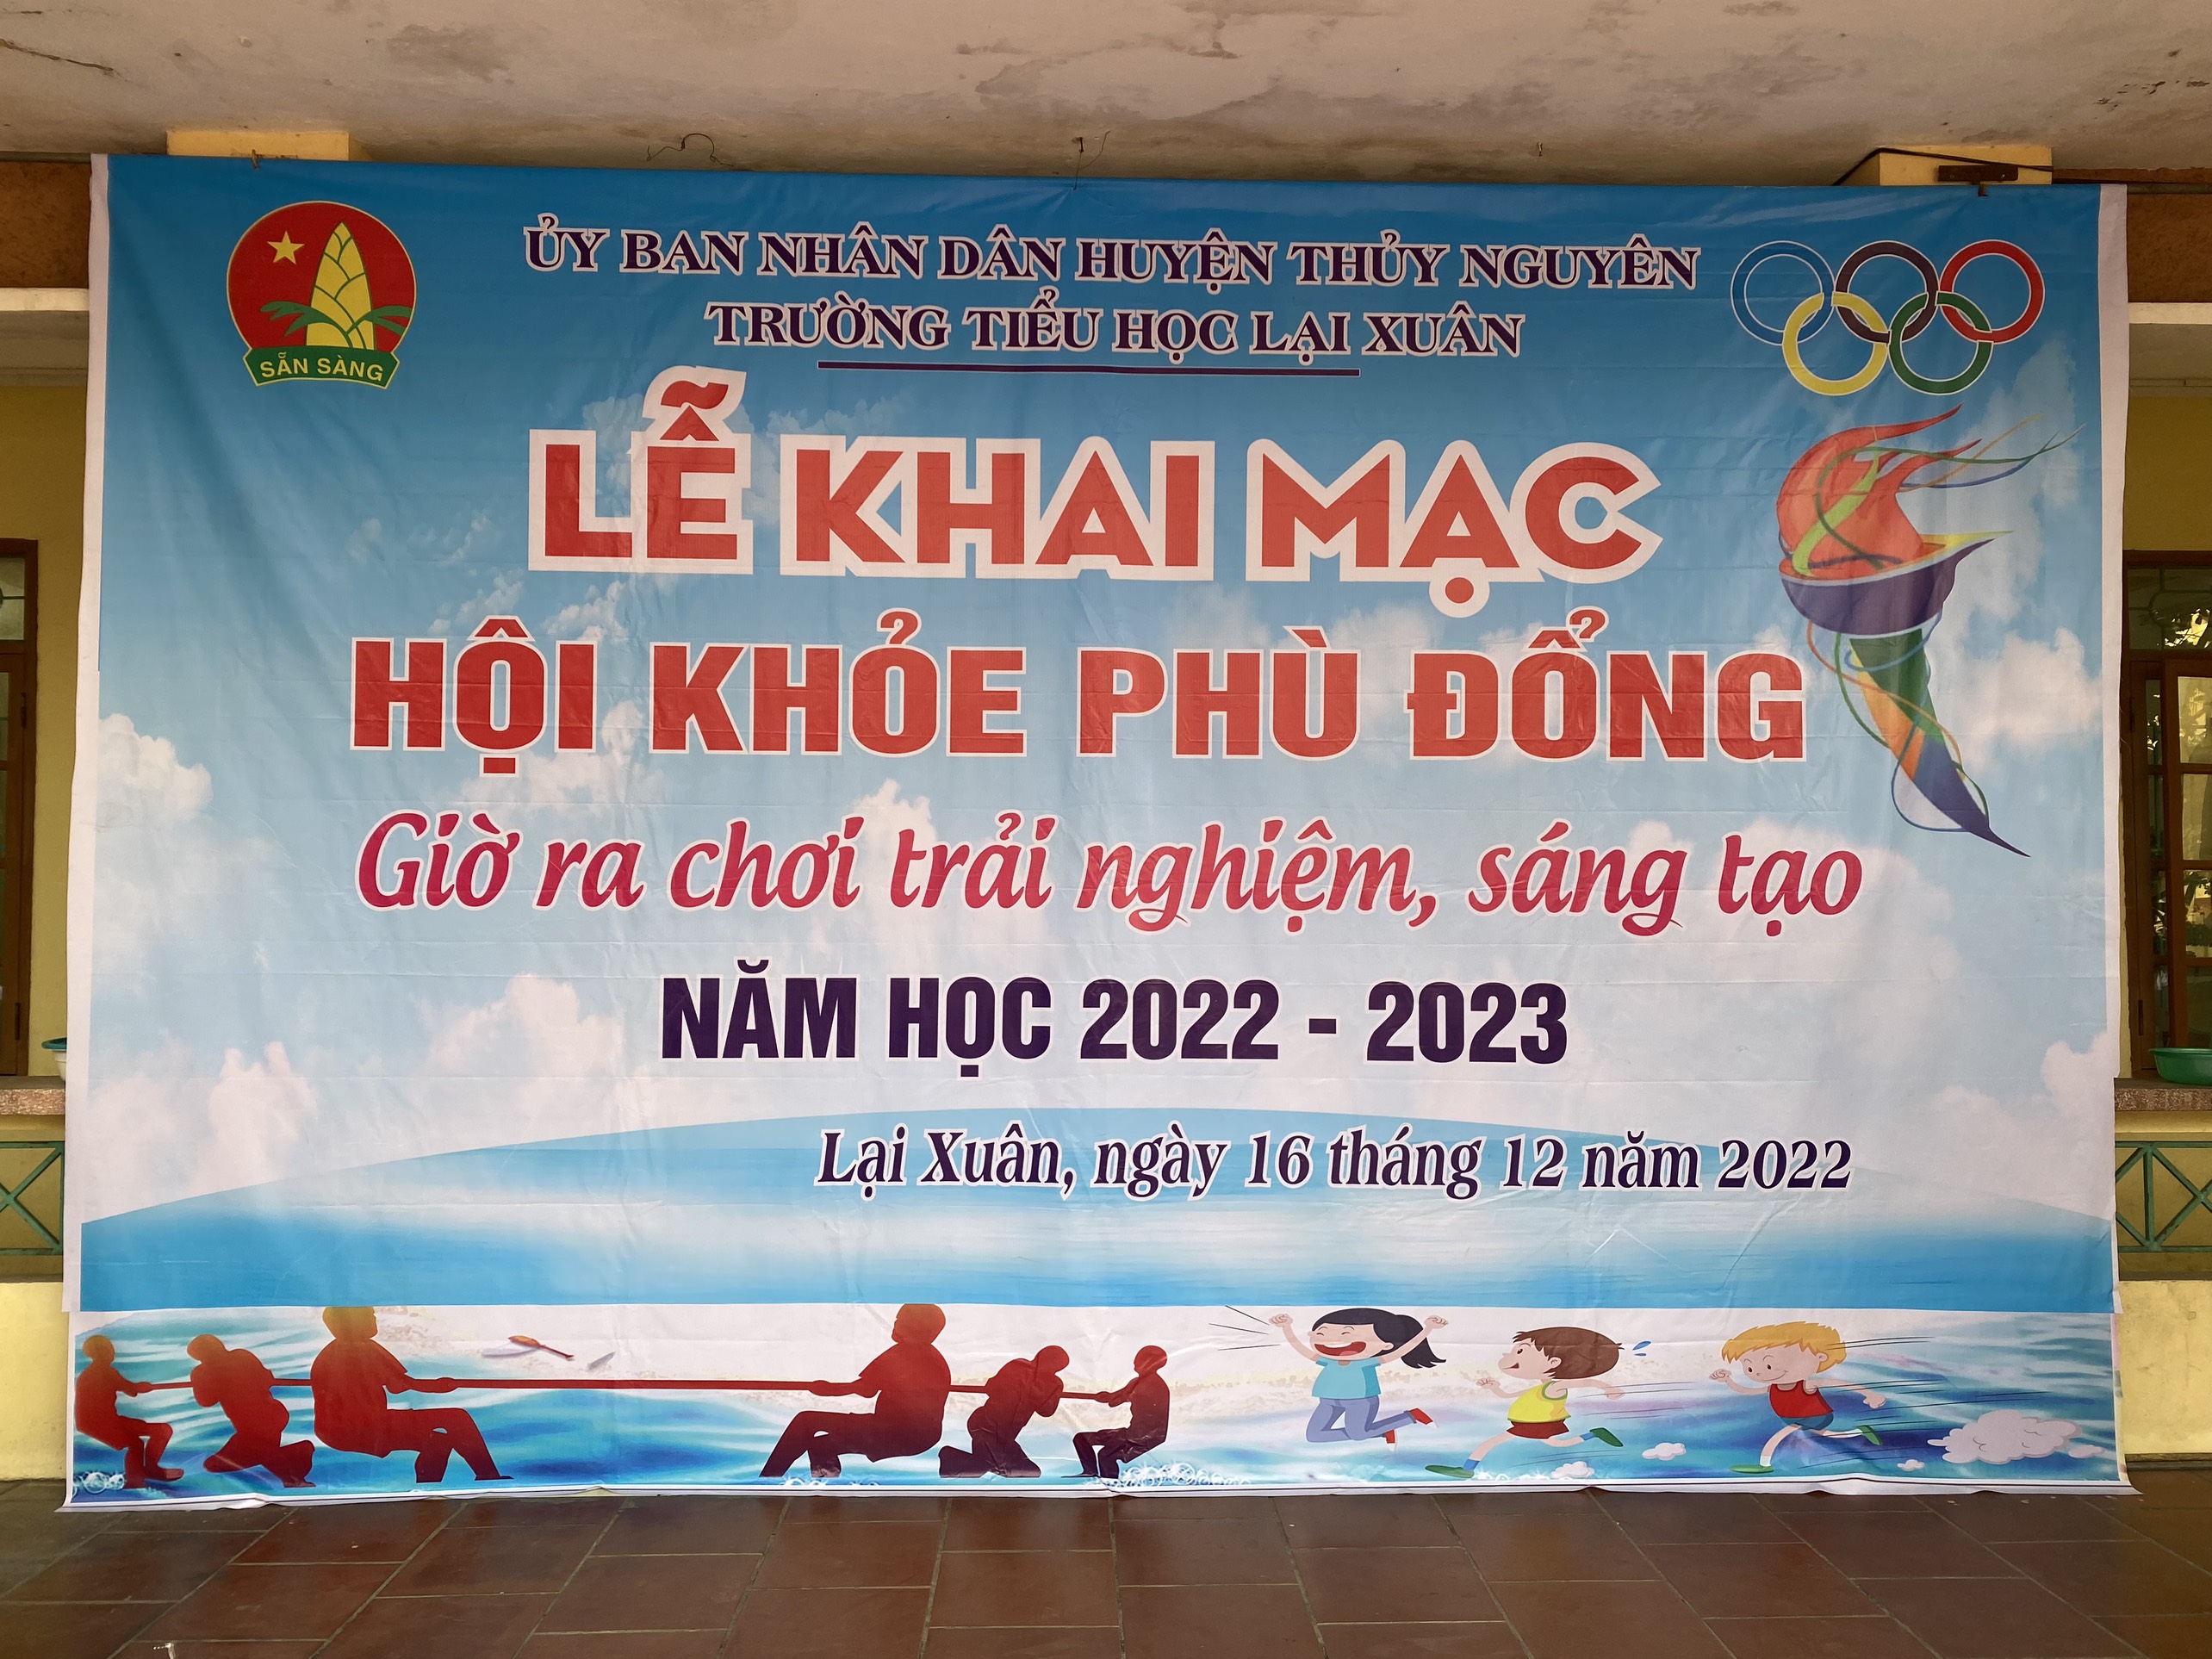 SẴN SÀNG
ỦY BAN NHÂN DÂN HUYỆN THỦY NGUYÊN
TRƯỜNG TIỂU HỌC LẠI XUÂN
LỄ KHAI MẠC
HỘI KHỎE PHÙ ĐỔNG
Giờ ra chơi trải nghiệm, sáng tạo
NĂM HỌC 2022 - 2023
Lại Xuân, ngày 16 tháng 12 năm 2022